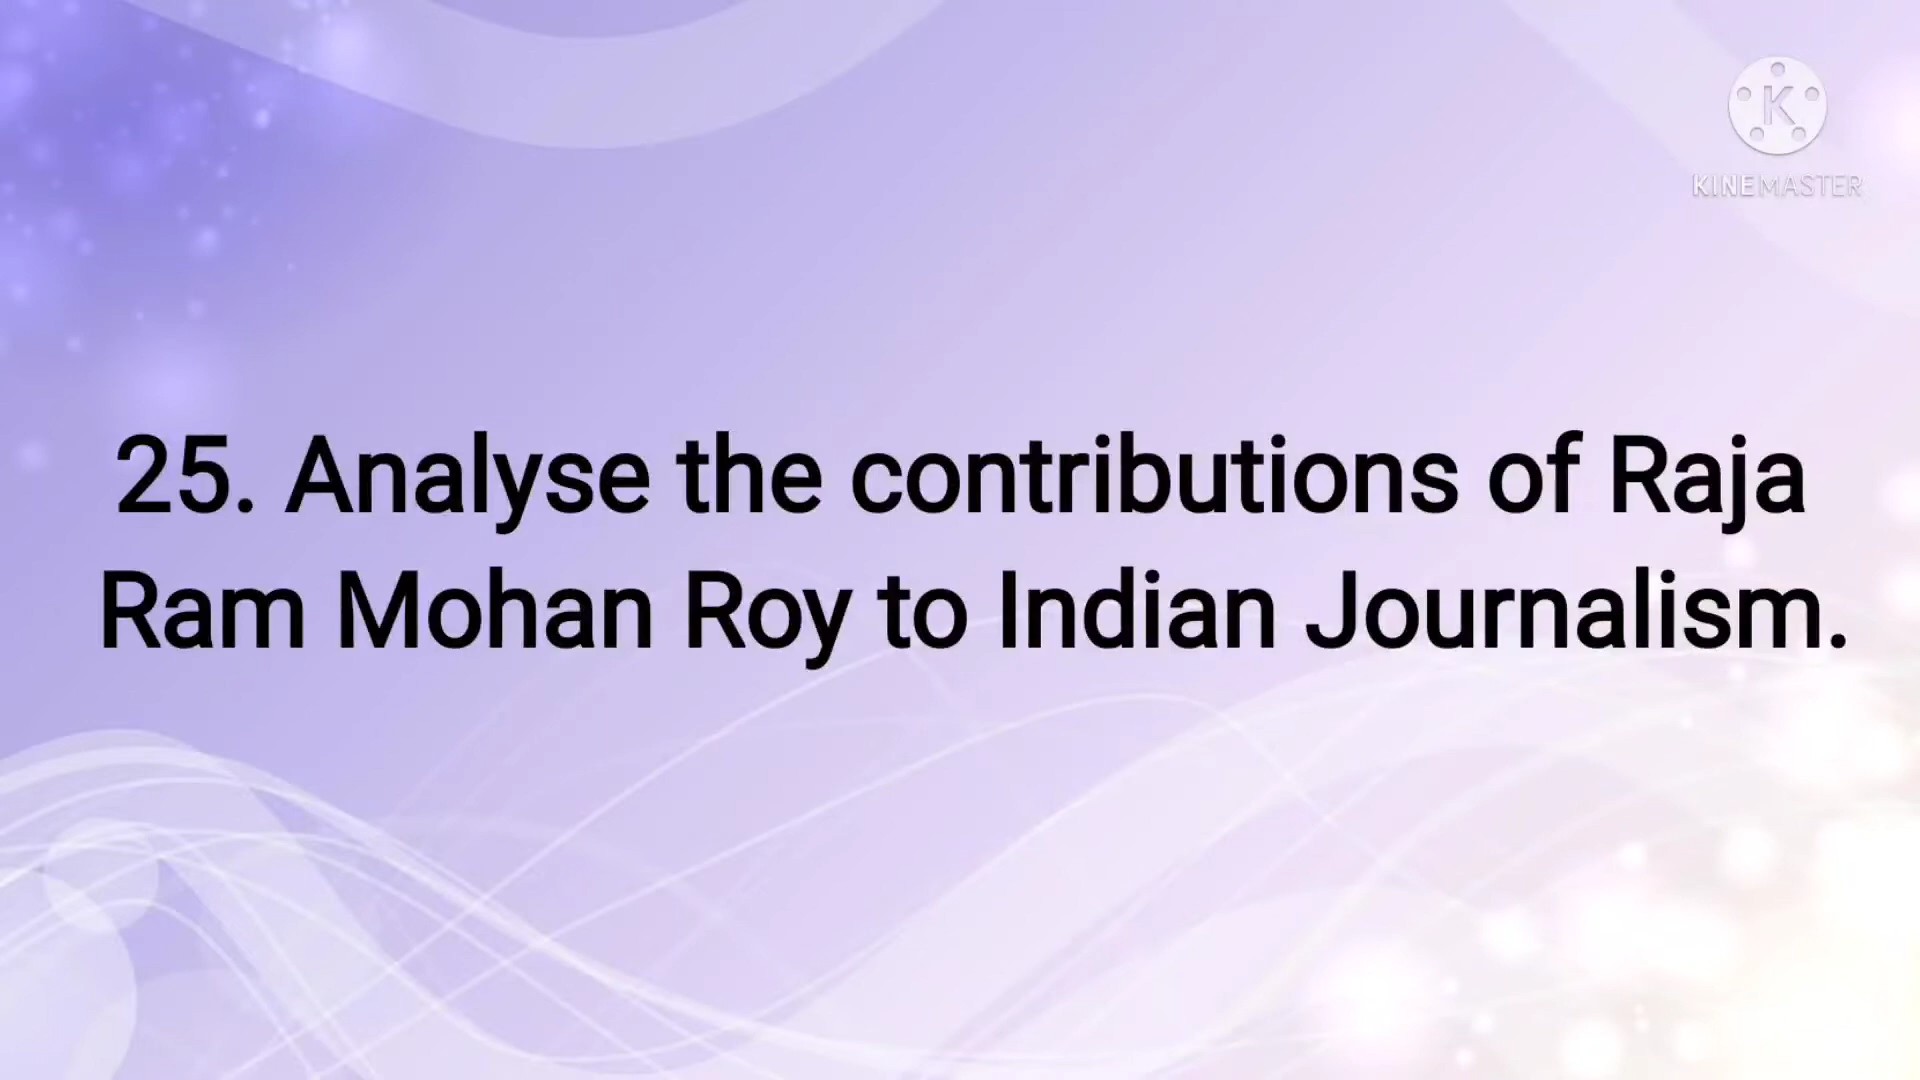 KINEMASTER
25. Analyse the contributions of Raja
Ram Mohan Roy to Indian Journalism.